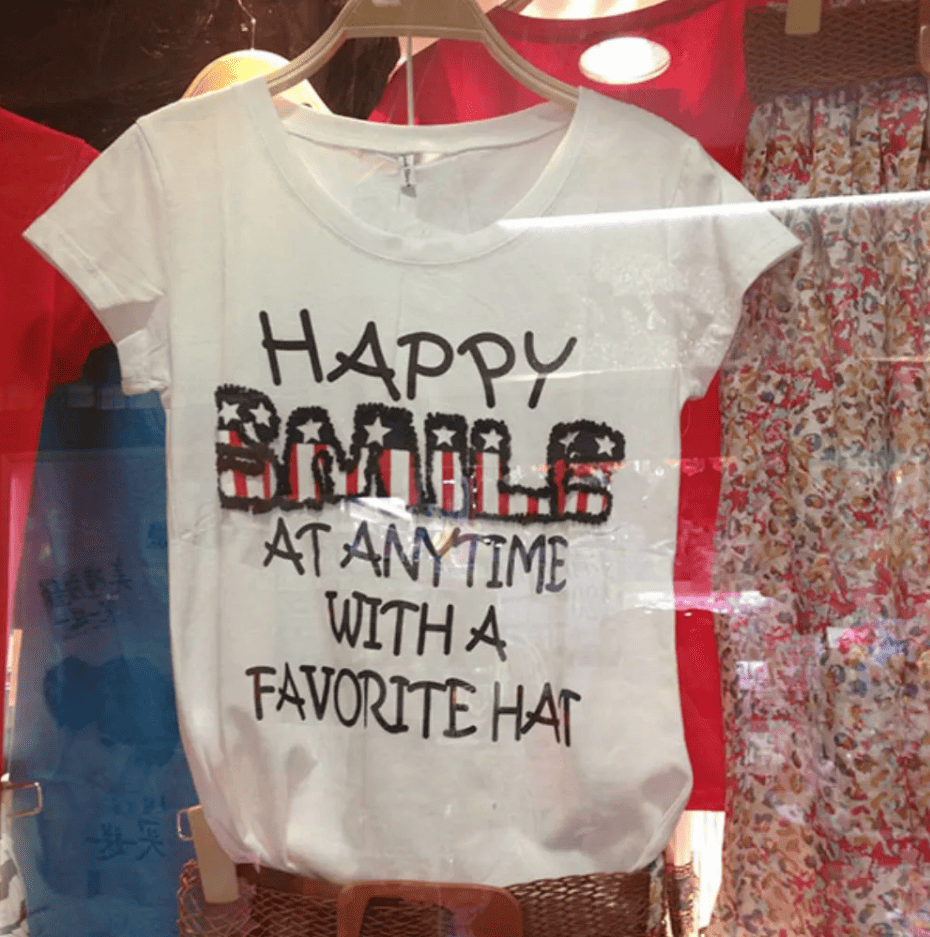 HAPPY
SMILE
AT ANYTIME
WITH A
FAVORITE HAT